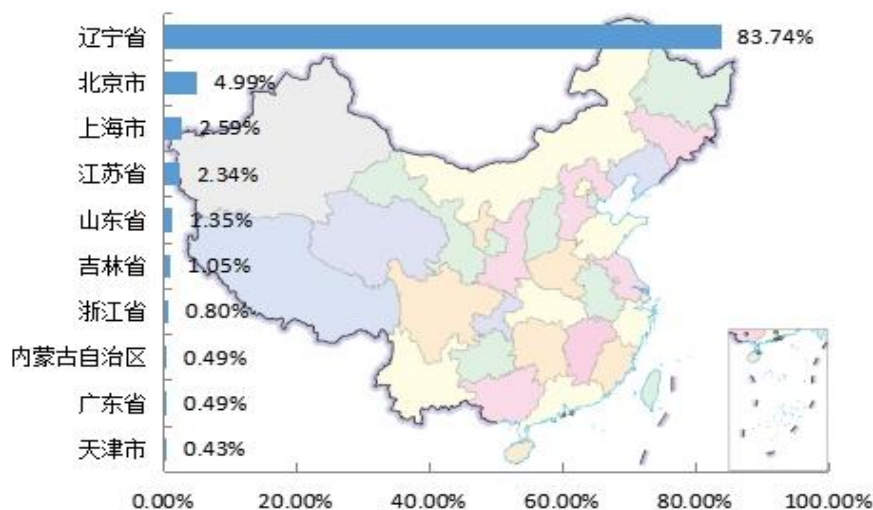 辽宁省 83.74%
北京市 4.99%
上海市 2.59%
江苏省 2.34%
山东省 1.35%
吉林省 1.05%
浙江省 0.80%
内蒙古自治区 0.49%
广东省 0.49%
天津市 0.43%
0.00% 20.00% 40.00% 60.00% 80.00% 100.00%